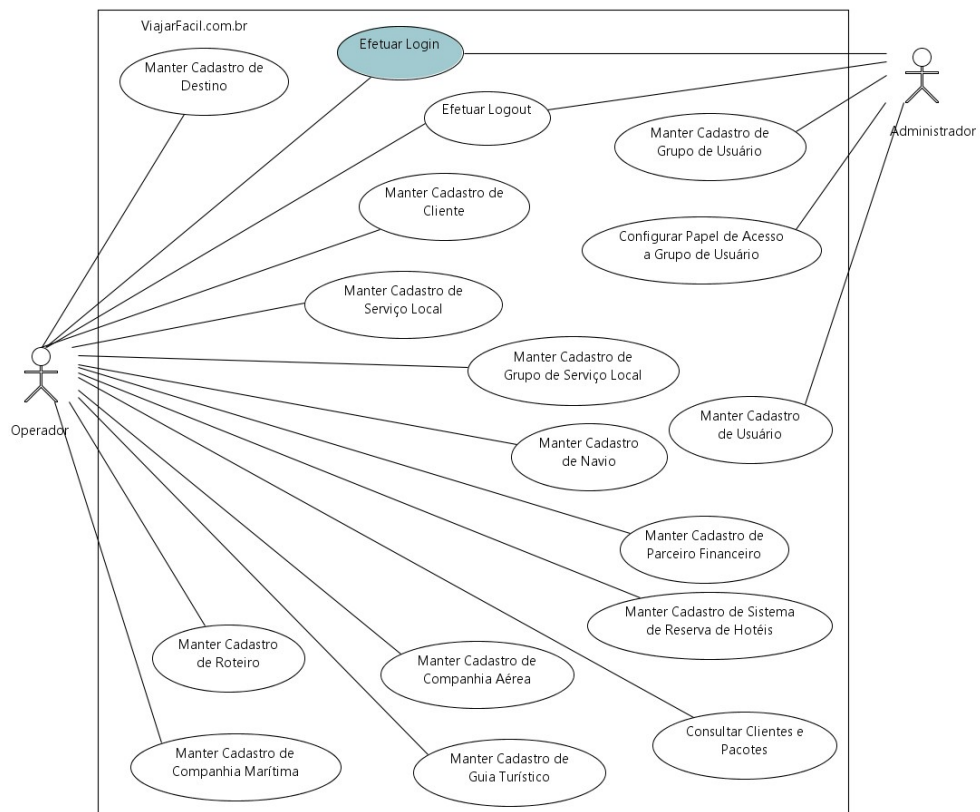 ViajarFacil.com.br
Efetuar Login
Manter Cadastro de
Destino
Efetuar Logout
Manter Cadastro de
Grupo de Usuário
Administrador
Manter Cadastro de
Cliente
Configurar Papel de Acesso
a Grupo de Usuário
Manter Cadastro de
Serviço Local
Manter Cadastro de
Grupo de Serviço Local
Operador
Manter Cadastro
de Navio
Manter Cadastro
de Usuário
Manter Cadastro de
Parceiro Financeiro
Manter Cadastro de Sistema
de Reserva de Hotéis
Manter Cadastro
de Roteiro
Manter Cadastro de
Companhia Aérea
Consultar Clientes e
Pacotes
Manter Cadastro de
Companhia Marítima
Manter Cadastro de
Guia Turístico